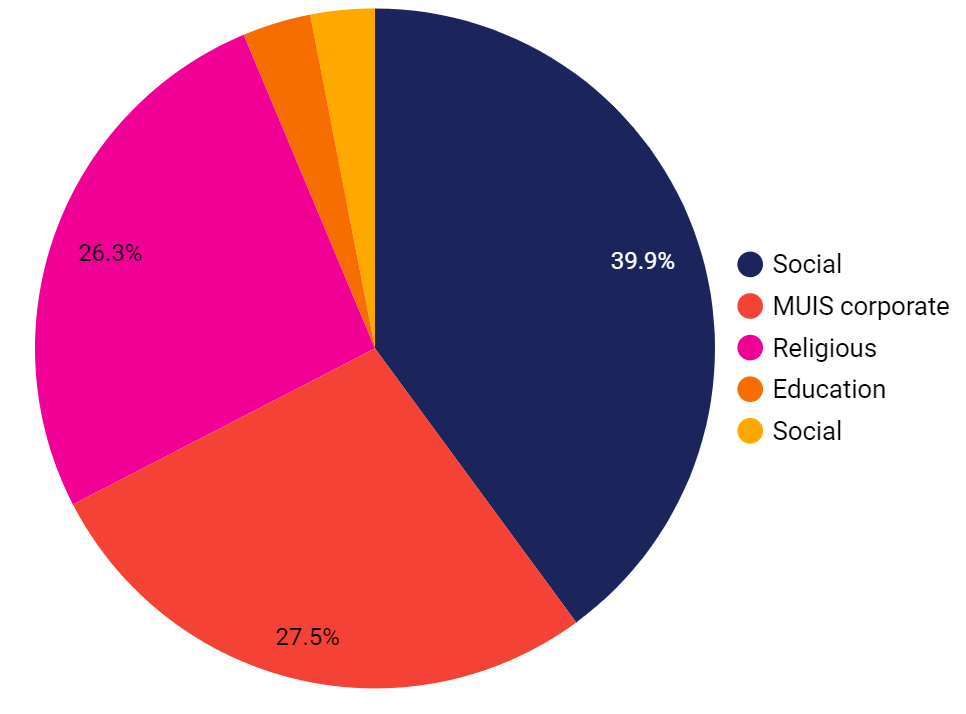 26.3%
39.9%
27.5%
Social
MUIS corporate
Religious
Education
Social